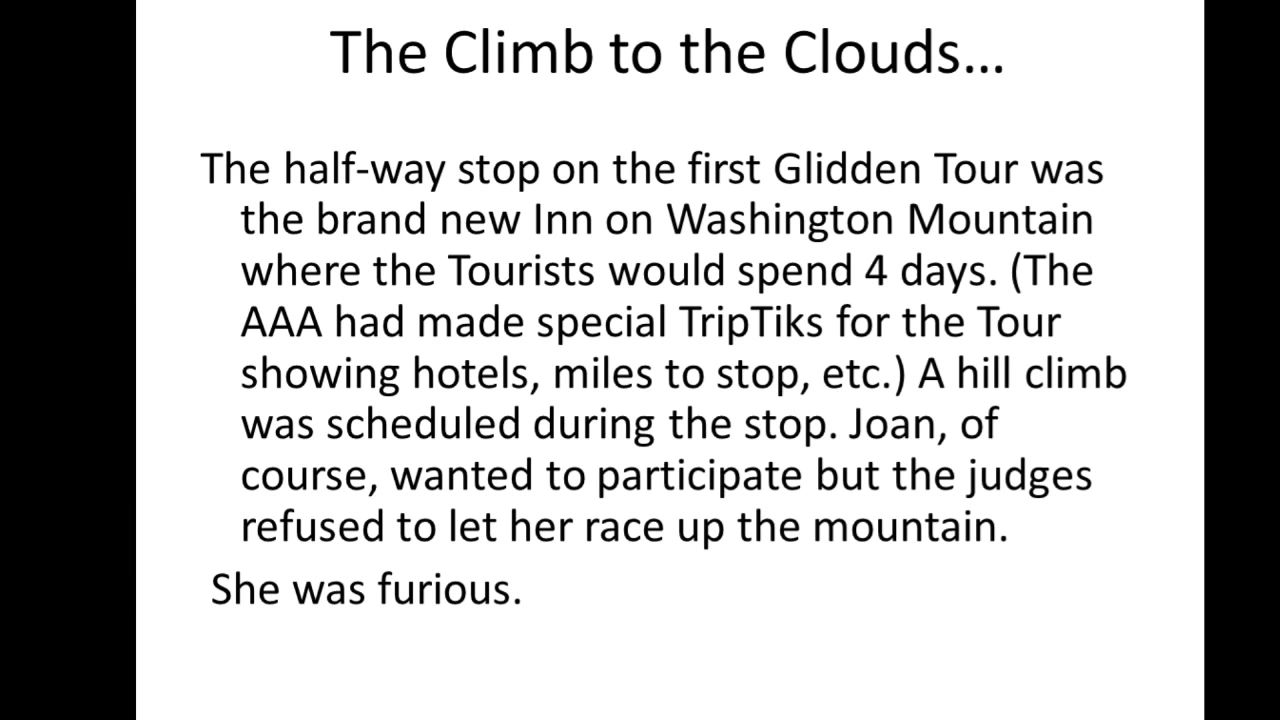 The Climb to the Clouds...
The half-way stop on the first Glidden Tour was
the brand new Inn on Washington Mountain
where the Tourists would spend 4 days. (The
AAA had made special TripTiks for the Tour
showing hotels, miles to stop, etc.) A hill climb
was scheduled during the stop. Joan, of
course, wanted to participate but the judges
refused to let her race up the mountain.
She was furious.